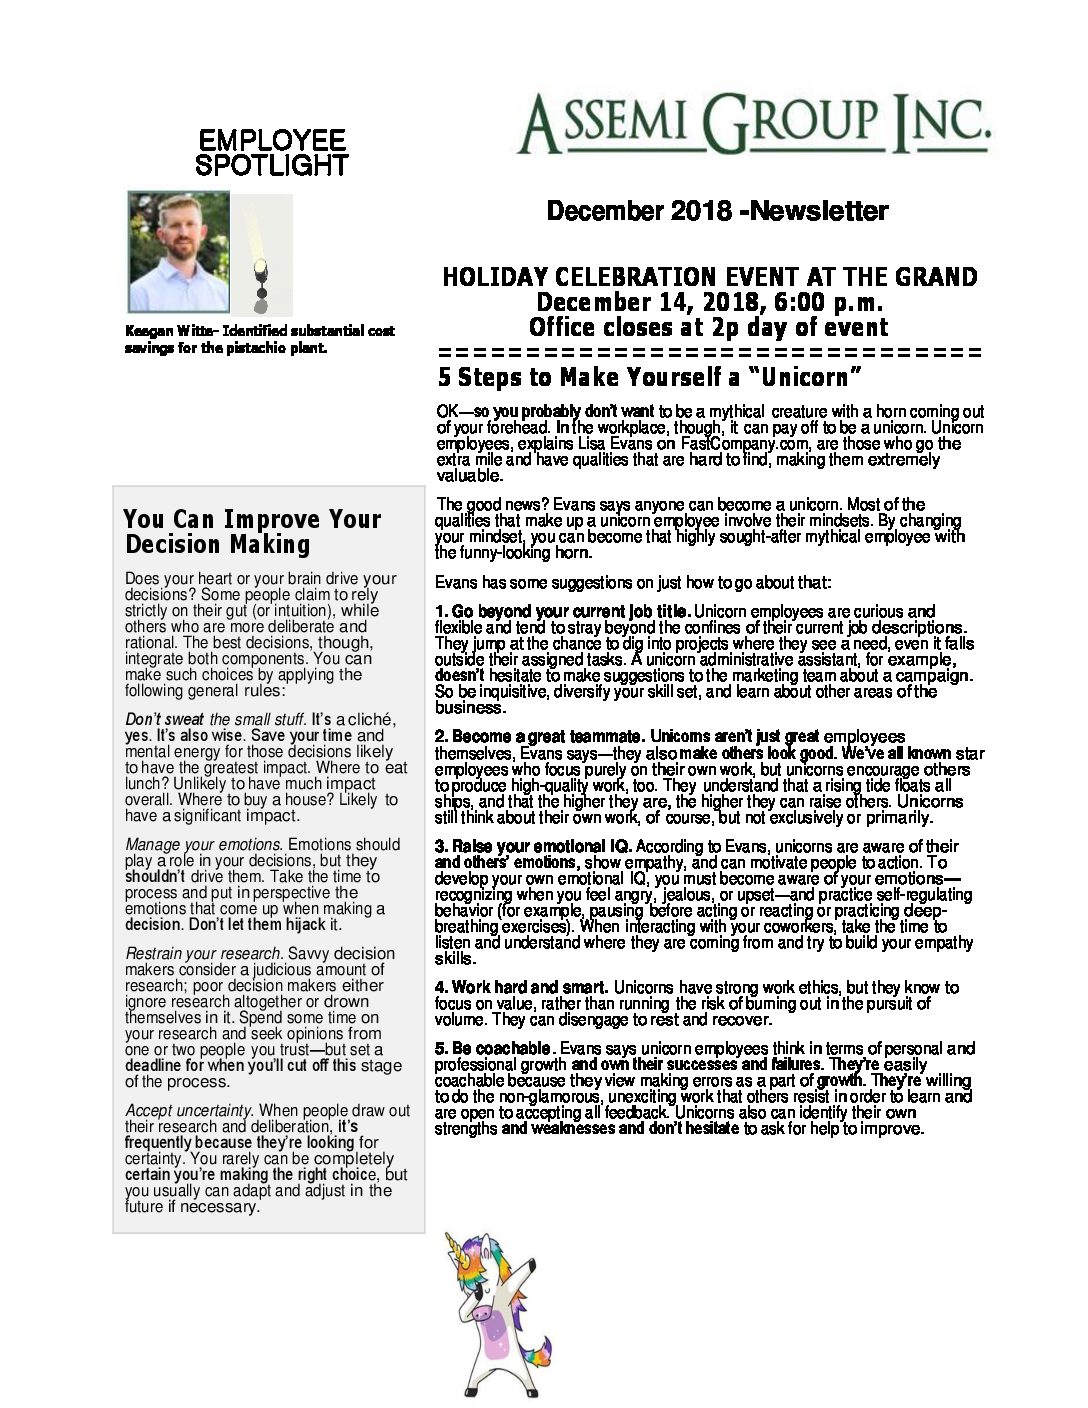 ASSEMI GROUP INC.
EMPLOYEE
SPOTLIGHT
Keegan Witte- Identified substantial cost
savings for the pistachio plant.
December 2018 -Newsletter
HOLIDAY CELEBRATION EVENT AT THE GRAND
December 14, 2018, 6:00 p.m.
Office closes at 2p day of event
===============================
5 Steps to Make Yourself a “Unicorn”
OK—so you probably don’t want to be a mythical creature with a horn coming out
of your forehead. In the workplace, though, it can pay off to be a unicorn. Unicorn
employees, explains Lisa Evans on FastCompany.com, are those who go the
extra mile and have qualities that are hard to find, making them extremely
valuable.
The good news? Evans says anyone can become a unicorn. Most of the
qualities that make up a unicorn employee involve their mindsets. By changing
your mindset, you can become that highly sought-after mythical employee with
the funny-looking horn.
Evans has some suggestions on just how to go about that:
1. Go beyond your current job title. Unicorn employees are curious and
flexible and tend to stray beyond the confines of their current job descriptions.
They jump at the chance to dig into projects where they see a need, even it falls
outside their assigned tasks. A unicorn administrative assistant, for example,
doesn’t hesitate to make suggestions to the marketing team about a campaign.
So be inquisitive, diversify your skill set, and learn about other areas of the
business.
2. Become a great teammate. Unicorns aren’t just great employees
themselves, Evans says—they also make others look good. We’ve all known star
employees who focus purely on their own work, but unicorns encourage others
to produce high-quality work, too. They understand that a rising tide floats all
ships, and that the higher they are, the higher they can raise others. Unicorns
still think about their own work, of course, but not exclusively or primarily.
3. Raise your emotional IQ. According to Evans, unicorns are aware of their
and others’ emotions, show empathy, and can motivate people to action. To
develop your own emotional IQ, you must become aware of your emotions—
recognizing when you feel angry, jealous, or upset—and practice self-regulating
behavior (for example, pausing before acting or reacting or practicing deep-
breathing exercises). When interacting with your coworkers, take the time to
listen and understand where they are coming from and try to build your empathy
skills.
4. Work hard and smart. Unicorns have strong work ethics, but they know to
focus on value, rather than running the risk of burning out in the pursuit of
volume. They can disengage to rest and recover.
5. Be coachable. Evans says unicorn employees think in terms of personal and
professional growth and own their successes and failures. They’re easily
coachable because they view making errors as a part of growth. They’re willing
to do the non-glamorous, unexciting work that others resist in order to learn and
are open to accepting all feedback. Unicorns also can identify their own
strengths and weaknesses and don’t hesitate to ask for help to improve.
You Can Improve Your
Decision Making
Does your heart or your brain drive your
decisions? Some people claim to rely
strictly on their gut (or intuition), while
others who are more deliberate and
rational. The best decisions, though,
integrate both components. You can
make such choices by applying the
following general rules:
Don’t sweat the small stuff. It’s a cliché,
yes. It’s also wise. Save your time and
mental energy for those decisions likely
to have the greatest impact. Where to eat
lunch? Unlikely to have much impact
overall. Where to buy a house? Likely to
have a significant impact.
Manage your emotions. Emotions should
play a role in your decisions, but they
shouldn’t drive them. Take the time to
process and put in perspective the
emotions that come up when making a
decision. Don’t let them hijack it.
Restrain your research. Savvy decision
makers consider a judicious amount of
research; poor decision makers either
ignore research altogether or drown
themselves in it. Spend some time on
your research and seek opinions from
one or two people you trust—but set a
deadline for when you’ll cut off this stage
of the process.
Accept uncertainty. When people draw out
their research and deliberation, it’s
frequently because they’re looking for
certainty. You rarely can be completely
certain you’re making the right choice, but
you usually can adapt and adjust in the
future if necessary.